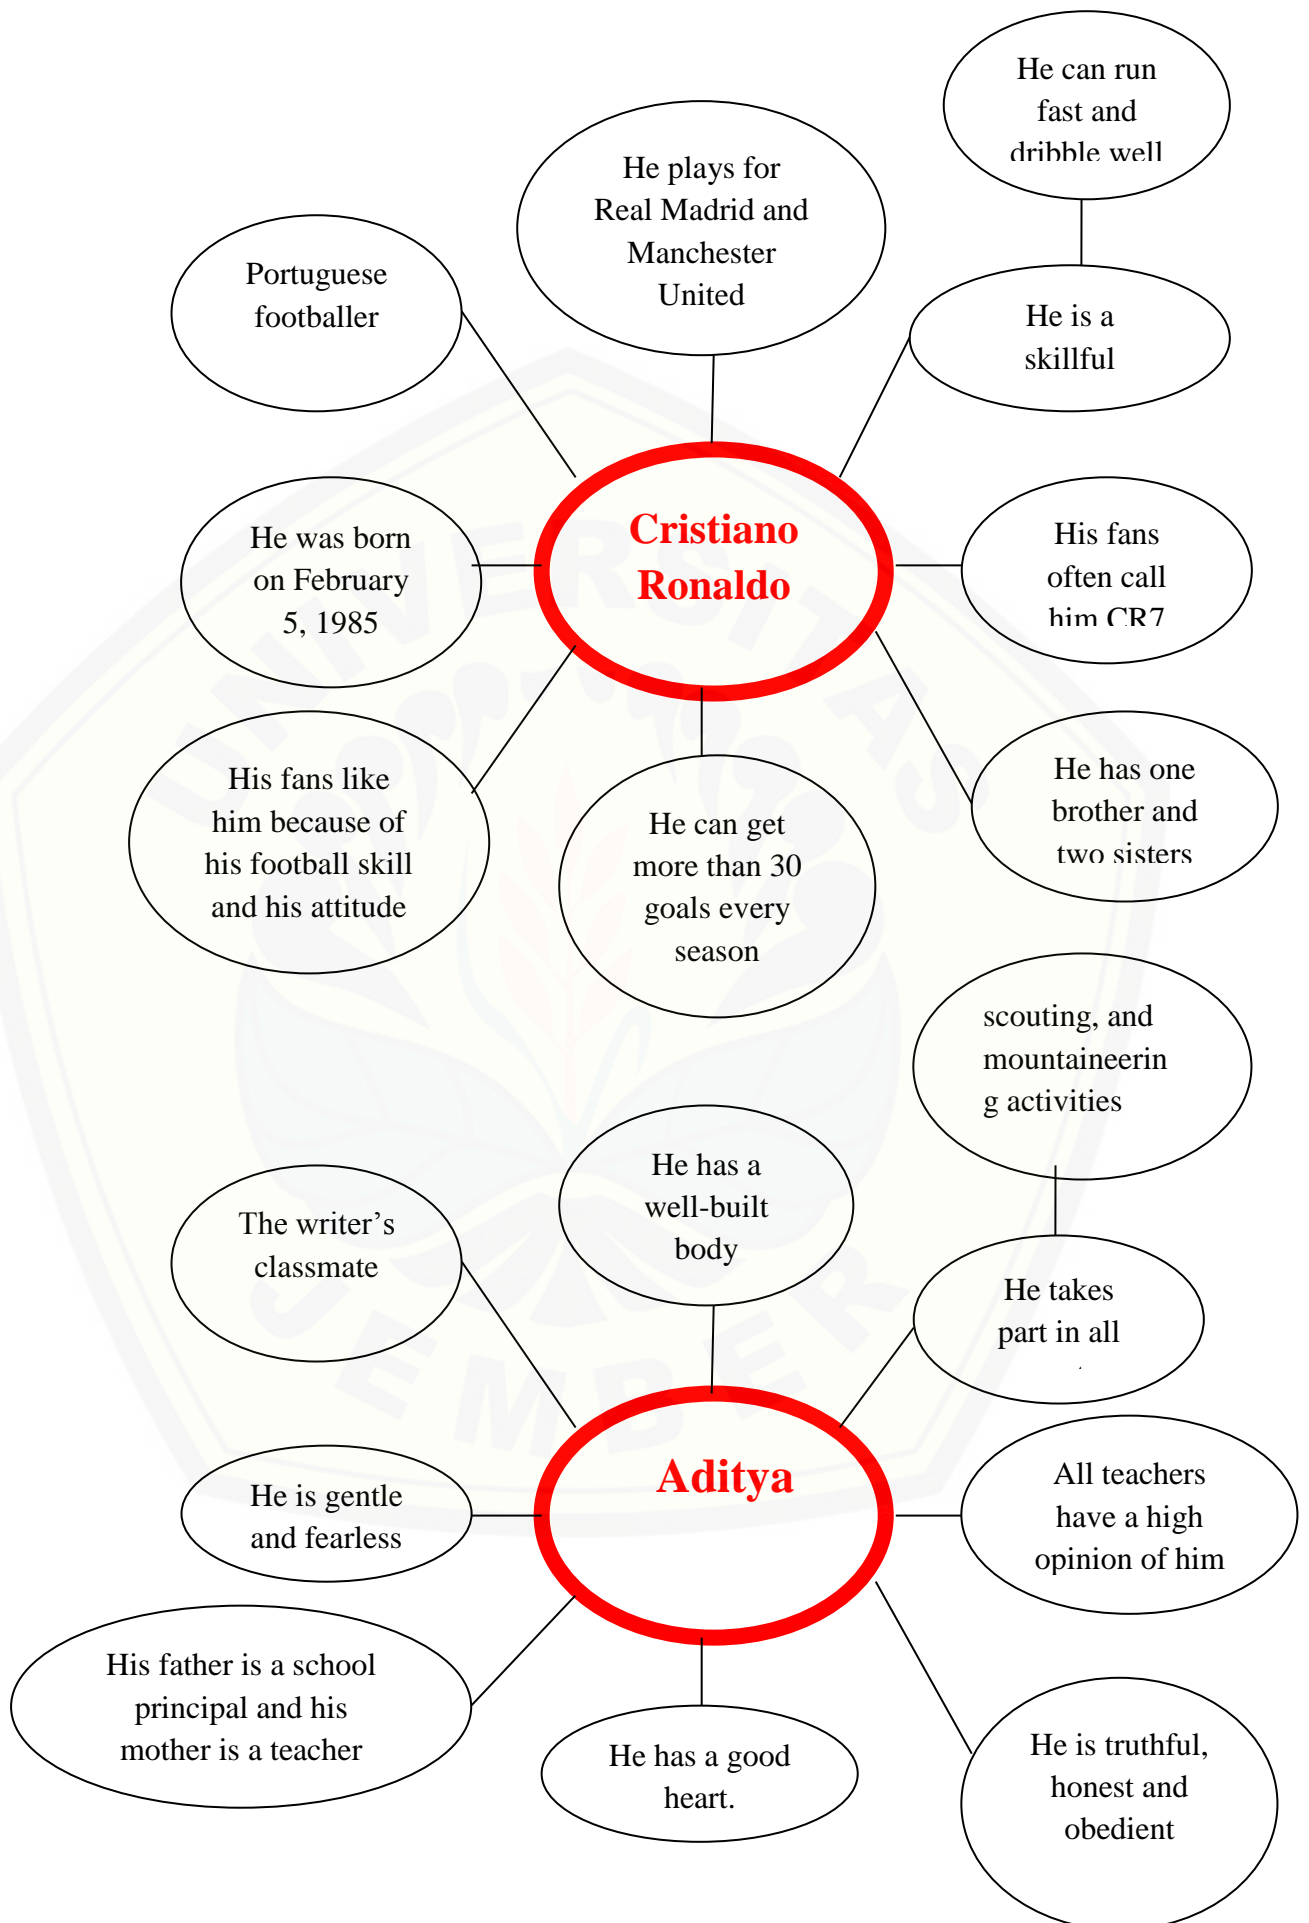 He can run
fast and
dribble well
He plays for
Real Madrid and
Manchester
United
Portuguese
footballer
He is a
skillful
Cristiano
Ronaldo
He was born
on February
5, 1985
His fans
often call
him CR7
His fans like
him because of
his football skill
and his attitude
He can get
more than 30
goals every
season
He has one
brother and
two sisters
scouting, and
mountaineerin
g activities
He has a
well-built
body
The writer’s
classmate
He takes
part in all
Aditya
He is gentle
and fearless
All teachers
have a high
opinion of him
His father is a school
principal and his
mother is a teacher
He has a good
heart.
He is truthful,
honest and
obedient
UNIVERSITAS
JEMBER